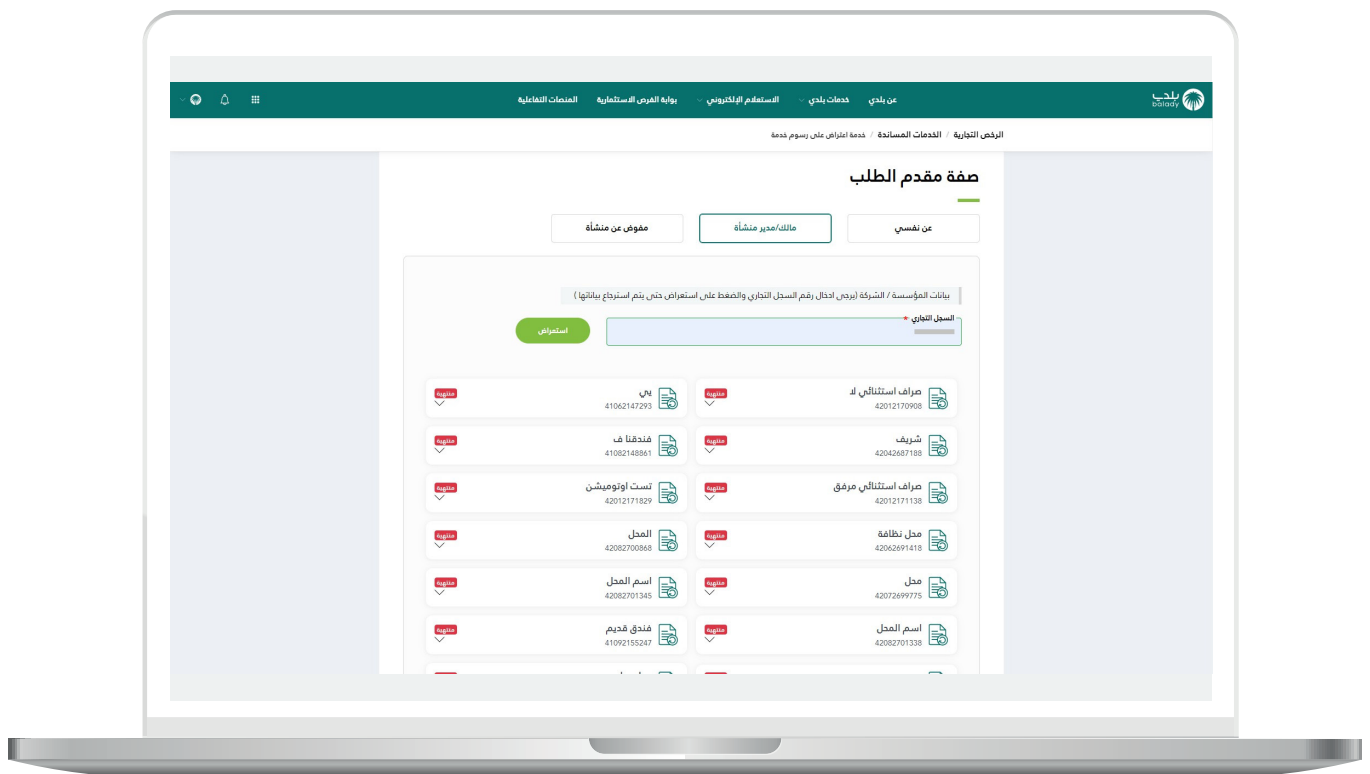 بلدي
balady
عن بلدي
خدمات بلدي
الاستعلام الإلكتروني
بوابة الفرص الاستثمارية
المنصات التفاعلية
الرخص التجارية / الخدمات المساندة / خدمة اعتراض على رسوم خدمة
صفة مقدم الطلب
عن نفسي
مالك/مدير منشأة
مفوض عن منشأة
بيانات المؤسسة / الشركة (يرجى ادخال رقم السجل التجاري والضغط على استعراض حتى يتم استرجاع بياناتها )
السجل التجاري *
استعراض
صراف استثنائي لا
42012170908
منتهية
يي
41062147293
منتهية
شريف
42042687188
منتهية
فندقنا ف
41082148861
منتهية
صراف استثنائي مرفق
42012171138
منتهية
تست اوتوميشن
42012171829
منتهية
محل نظافة
42062691418
منتهية
المحل
42082700868
منتهية
محل
42072699775
منتهية
اسم المحل
42082701345
منتهية
اسم المحل
42082701338
منتهية
فندق قديم
41092155247
منتهية